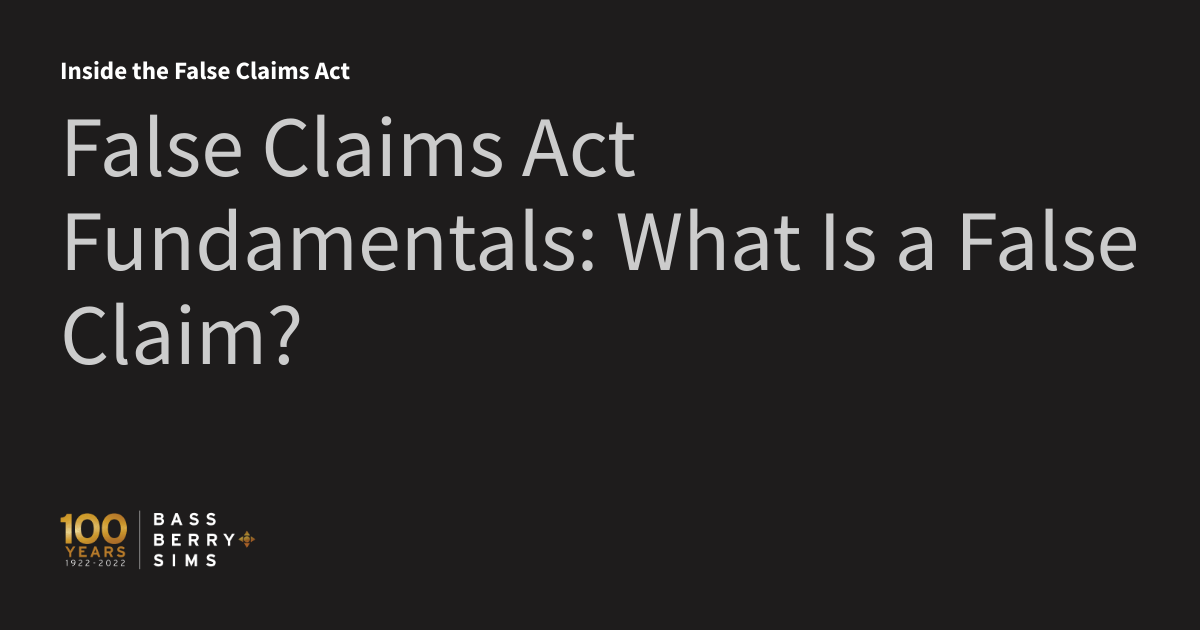 Inside the False Claims Act
False Claims Act
Fundamentals: What Is a False
Claim?
100
YEARS
1922-2022
BASS
BERRY
SIMS